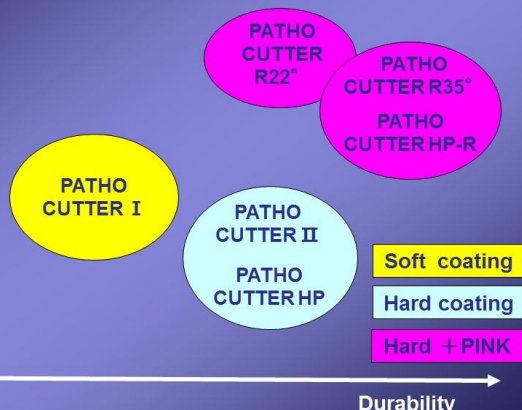 PATHO
CUTTER
R22°
PATHO
CUTTER R35°
PATHO
CUTTER HP-R
PATHO
CUTTER Ⅰ
PATHO
CUTTER Ⅱ
PATHO
CUTTER HP
Soft coating
Hard coating
Hard ＋PINK
Durability